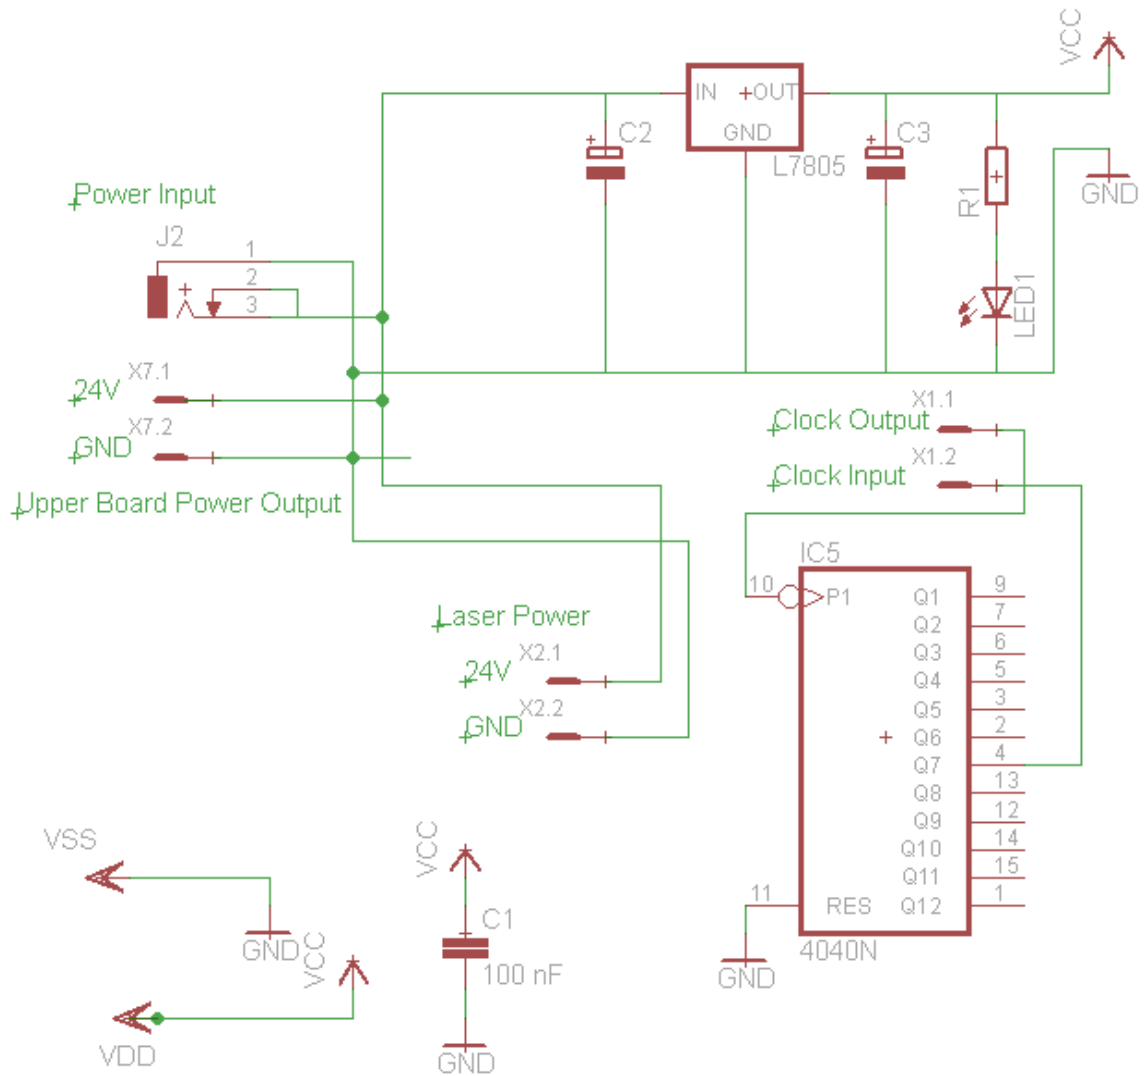 VCC
IN
OUT
GND
L7805
C2
C3
R1
LED1
GND
Power Input
J2
1
2
3
X7.1
24V
X7.2
GND
Upper Board Power Output
X1.1
Clock Output
X1.2
Clock Input
Laser Power
X2.1
24V
X2.2
GND
IC5
10
P1
Q1 9
Q2 7
Q3 6
Q4 5
Q5 3
Q6 2
Q7 4
Q8 13
Q9 12
Q10 14
Q11 15
11 RES Q12 1
4040N
GND
VSS
GND
VCC
VDD
VCC
C1
100 nF
GND